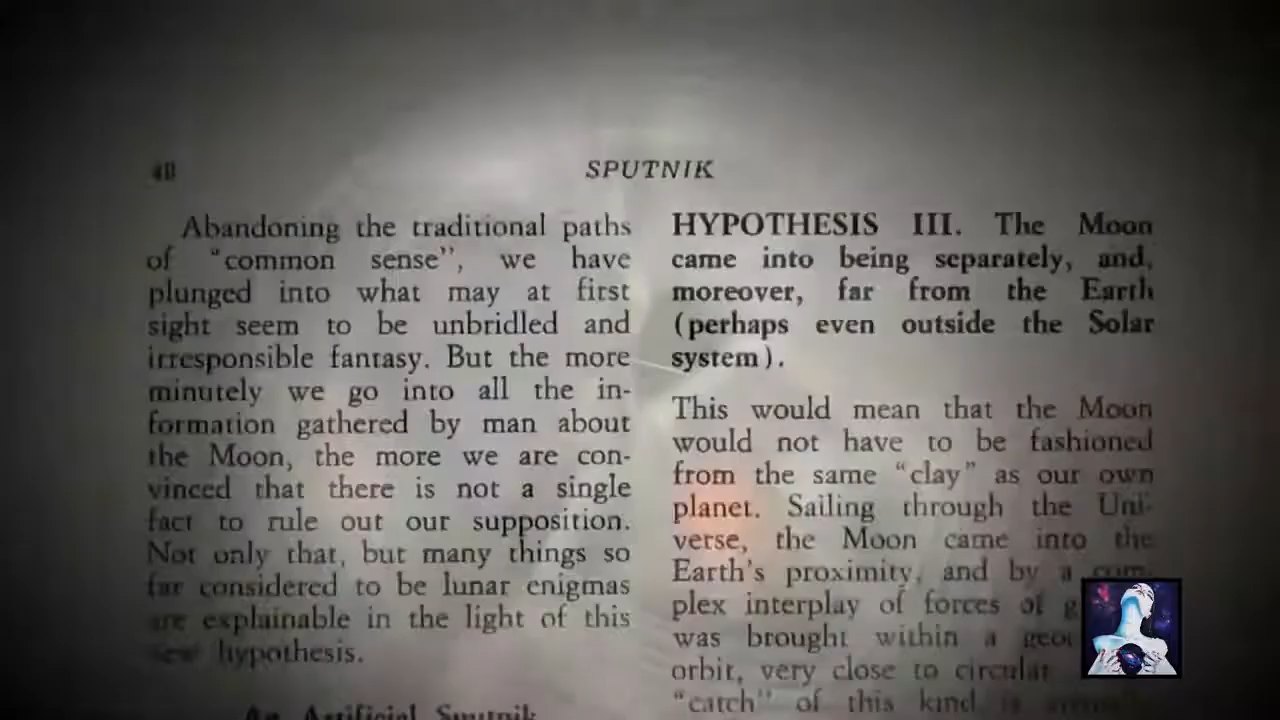 40
SPUTNIK
Abandoning the traditional paths
of "common sense", we have
plunged into what may at first
sight seem to be unbridled and
irresponsible fantasy. But the more
minutely we go into all the in-
formation gathered by man about
the Moon, the more we are con-
vinced that there is not a single
fact to rule out our supposition.
Not only that, but many things so
far considered to be lunar enigmas
are explainable in the light of this
new hypothesis.
An Artificial Sputnik
HYPOTHESIS III. The Moon
came into being separately, and,
moreover, far from the Earth
(perhaps even outside the Solar
system).
This would mean that the Moon
would not have to be fashioned
from the same "clay" as our own
planet. Sailing through the Uni-
verse, the Moon came into the
Earth's proximity, and by a com-
plex interplay of forces of
was brought within a
orbit, very close to circular
"catch" of this kind is